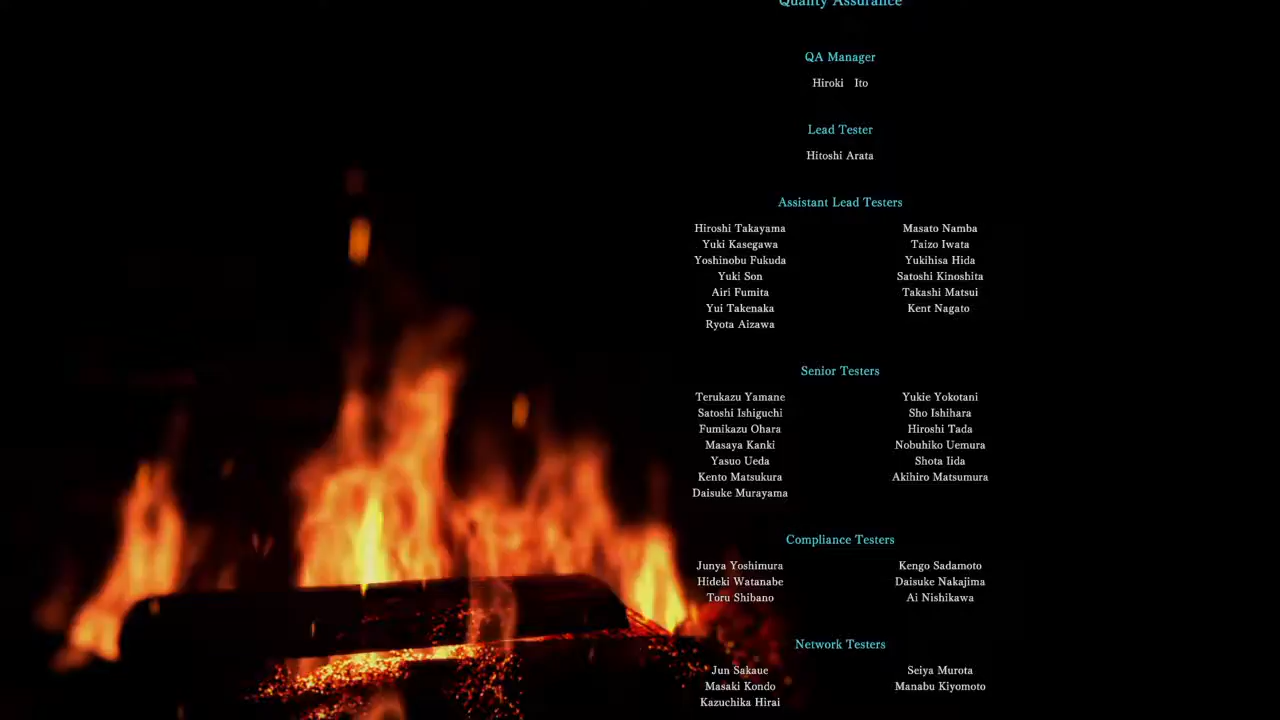 Quality Assurance
QA Manager
Hiroki Ito
Lead Tester
Hitoshi Arata
Assistant Lead Testers
Hiroshi Takayama Masato Namba
Yuki Kasegawa Taizo Iwata
Yoshinobu Fukuda Yukihisa Hida
Yuki Son Satoshi Kinoshita
Airi Fumita Takashi Matsui
Yui Takenaka Kent Nagato
Ryota Aizawa
Senior Testers
Terukazu Yamane Yukie Yokotani
Satoshi Ishiguchi Sho Ishihara
Fumikazu Ohara Hiroshi Tada
Masaya Kanki Nobuhiko Uemura
Yasuo Ueda Shota Iida
Kento Matsukura Akihiro Matsumura
Daisuke Murayama
Compliance Testers
Junya Yoshimura Kengo Sadamoto
Hideki Watanabe Daisuke Nakajima
Toru Shibano Ai Nishikawa
Network Testers
Jun Sakaue Seiya Murota
Masaki Kondo Manabu Kiyomoto
Kazuchika Hirai